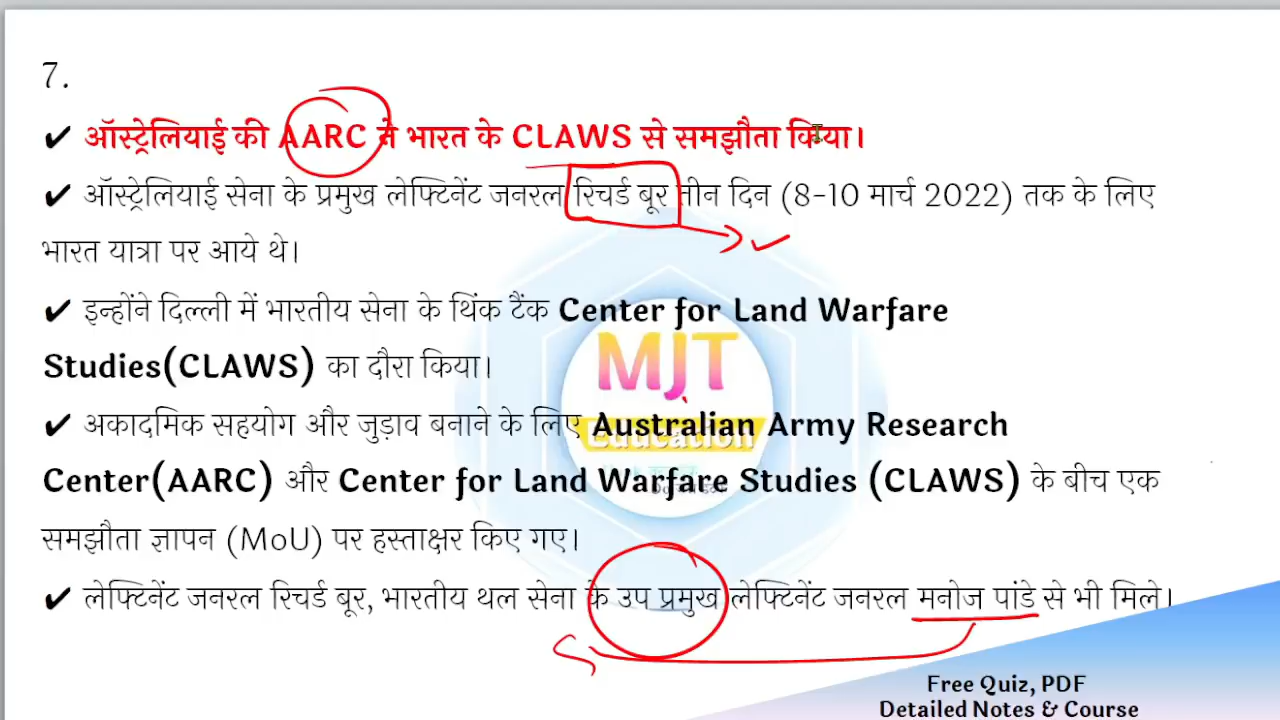 7.
✔ ऑस्ट्रेलियाई की AARC ने भारत के CLAWS से समझौता किया।
✔ ऑस्ट्रेलियाई सेना के प्रमुख लेफ्टिनेंट जनरल रिचर्ड बूर तीन दिन (8-10 मार्च 2022) तक के लिए
भारत यात्रा पर आये थे।
✔ इन्होंने दिल्ली में भारतीय सेना के थिंक टैंक Center for Land Warfare
Studies(CLAWS) का दौरा किया।
✔ अकादमिक सहयोग और जुड़ाव बनाने के लिए Australian Army Research
Center(AARC) और Center for Land Warfare Studies (CLAWS) के बीच एक
समझौता ज्ञापन (MoU) पर हस्ताक्षर किए गए।
✔ लेफ्टिनेंट जनरल रिचर्ड बूर, भारतीय थल सेना के उप प्रमुख लेफ्टिनेंट जनरल मनोज पांडे से भी मिले।
MJT
Education
Free Quiz, PDF
Detailed Notes & Course